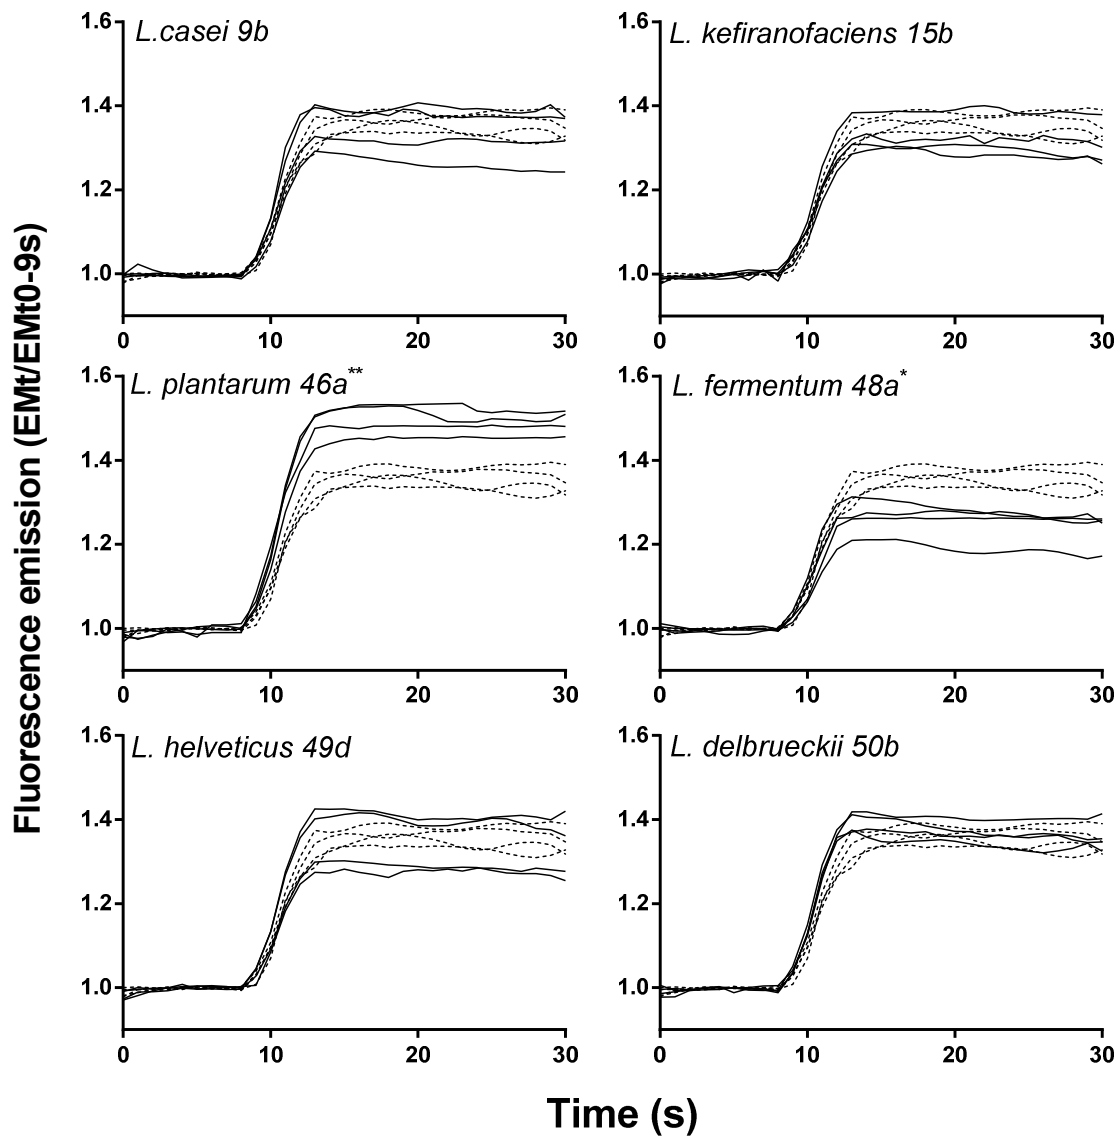 Fluorescence emission (EMt/EMt0-9s)
L.casei 9b
1.6
1.4
1.2
1.0
0 10 20 30
L. kefiranofaciens 15b
1.6
1.4
1.2
1.0
0 10 20 30
L. plantarum 46a**
1.6
1.4
1.2
1.0
0 10 20 30
L. fermentum 48a*
1.6
1.4
1.2
1.0
0 10 20 30
L. helveticus 49d
1.6
1.4
1.2
1.0
0 10 20 30
L. delbrueckii 50b
1.6
1.4
1.2
1.0
0 10 20 30
Time (s)